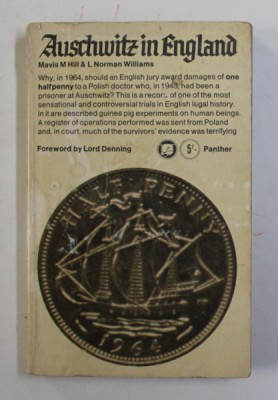 Auschwitz in England
Mavis M Hill & L Norman Williams
Why, in 1964, should an English jury award damages of one
halfpenny to a Polish doctor who, in 1943, had been a
prisoner at Auschwitz? This is a record of one of the most
sensational and controversial trials in English legal history.
In it are described guinea pig experiments on human beings.
A register of operations performed was sent from Poland
and, in court, much of the survivors' evidence was terrifying
Foreword by Lord Denning
5/-
Panther
HALF PENNY
1964